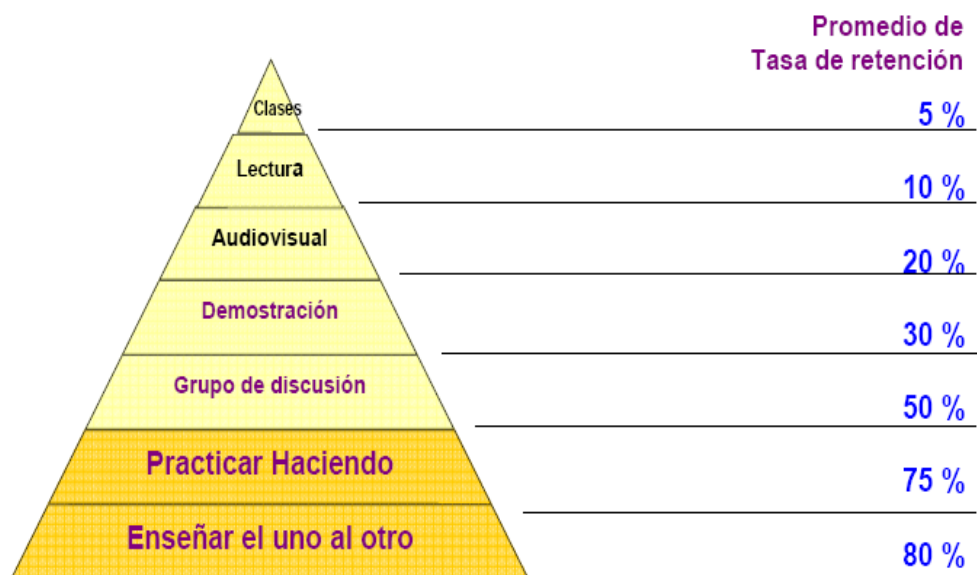 Promedio de
Tasa de retención
Clases
5 %
Lectura
10 %
Audiovisual
20 %
Demostración
30 %
Grupo de discusión
50 %
Practicar Haciendo
75 %
Enseñar el uno al otro
80 %